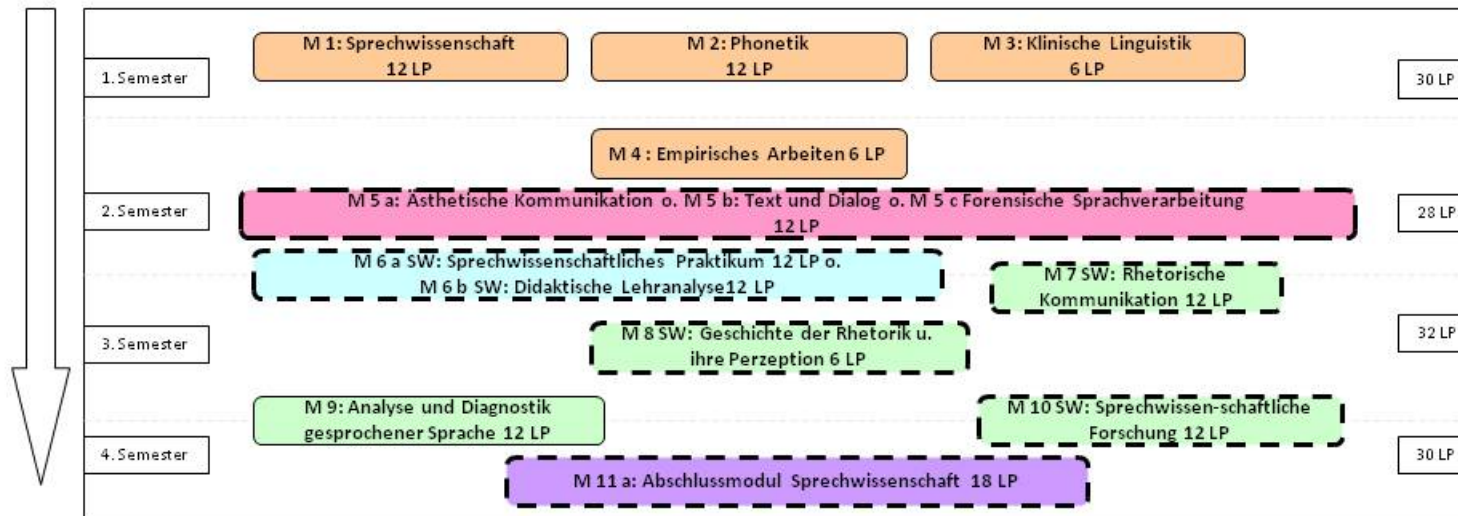 M 1: Sprechwissenschaft
12 LP
M 2: Phonetik
12 LP
M 3: Klinische Linguistik
6 LP
1. Semester
30 LP
M 4 : Empirisches Arbeiten 6 LP
M 5 a: Ästhetische Kommunikation o. M 5 b: Text und Dialog o. M 5 c Forensische Sprachverarbeitung
12 LP
2. Semester
28 LP
M 6 a SW: Sprechwissenschaftliches Praktikum 12 LP o.
M 6 b SW: Didaktische Lehranalyse12 LP
M 7 SW: Rhetorische
Kommunikation 12 LP
3. Semester
32 LP
M 8 SW: Geschichte der Rhetorik u.
ihre Perzeption 6 LP
M 9: Analyse und Diagnostik
gesprochener Sprache 12 LP
M 10 SW: Sprechwissen-schaftliche
Forschung 12 LP
4. Semester
30 LP
M 11 a: Abschlussmodul Sprechwissenschaft 18 LP